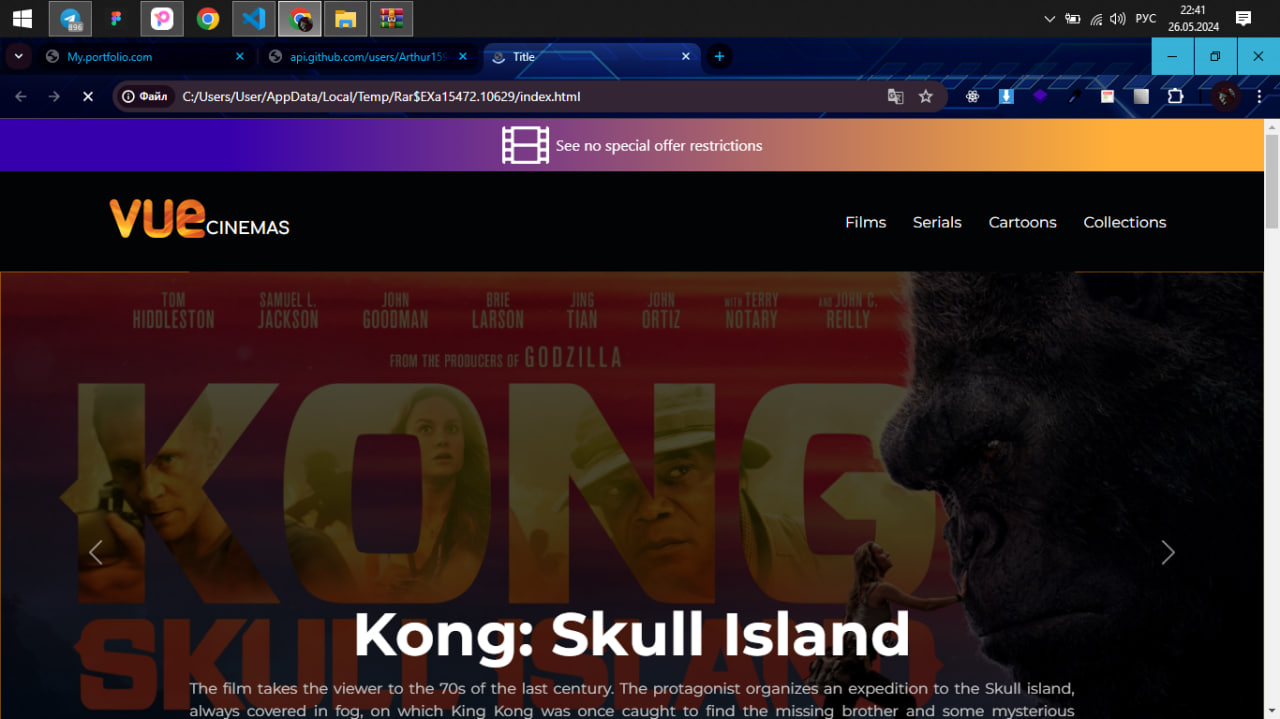 896
РУС
22:41
26.05.2024
My.portfolio.com
api.github.com/users/Arthur159
Title
Файл
C:/Users/User/AppData/Local/Temp/Rar$EXa15472.10629/index.html
See no special offer restrictions
vue CINEMAS
Films Serials Cartoons Collections
TOM HIDDLESTON SAMUEL L. JACKSON JOHN GOODMAN BRIE LARSON JING TIAN JOHN ORTIZ WITH TERRY NOTARY AND JOHN C. REILLY
FROM THE PRODUCERS OF GODZILLA
KONG
SKULL ISLAND
Kong: Skull Island
The film takes the viewer to the 70s of the last century. The protagonist organizes an expedition to the Skull island,
always covered in fog, on which King Kong was once caught to find the missing brother and some mysterious